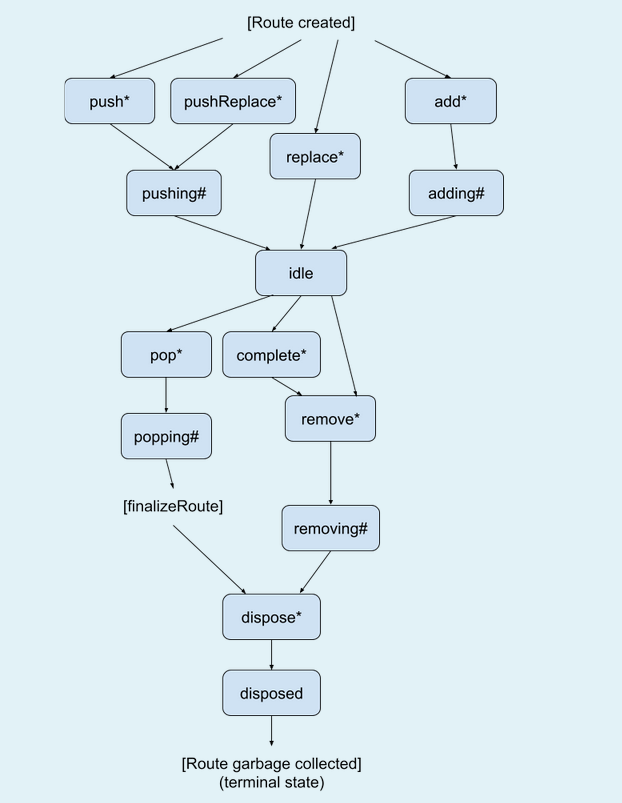 [Route created]
push*
pushReplace*
add*
replace*
pushing#
adding#
idle
pop*
complete*
remove*
popping#
[finalizeRoute]
removing#
dispose*
disposed
[Route garbage collected]
(terminal state)